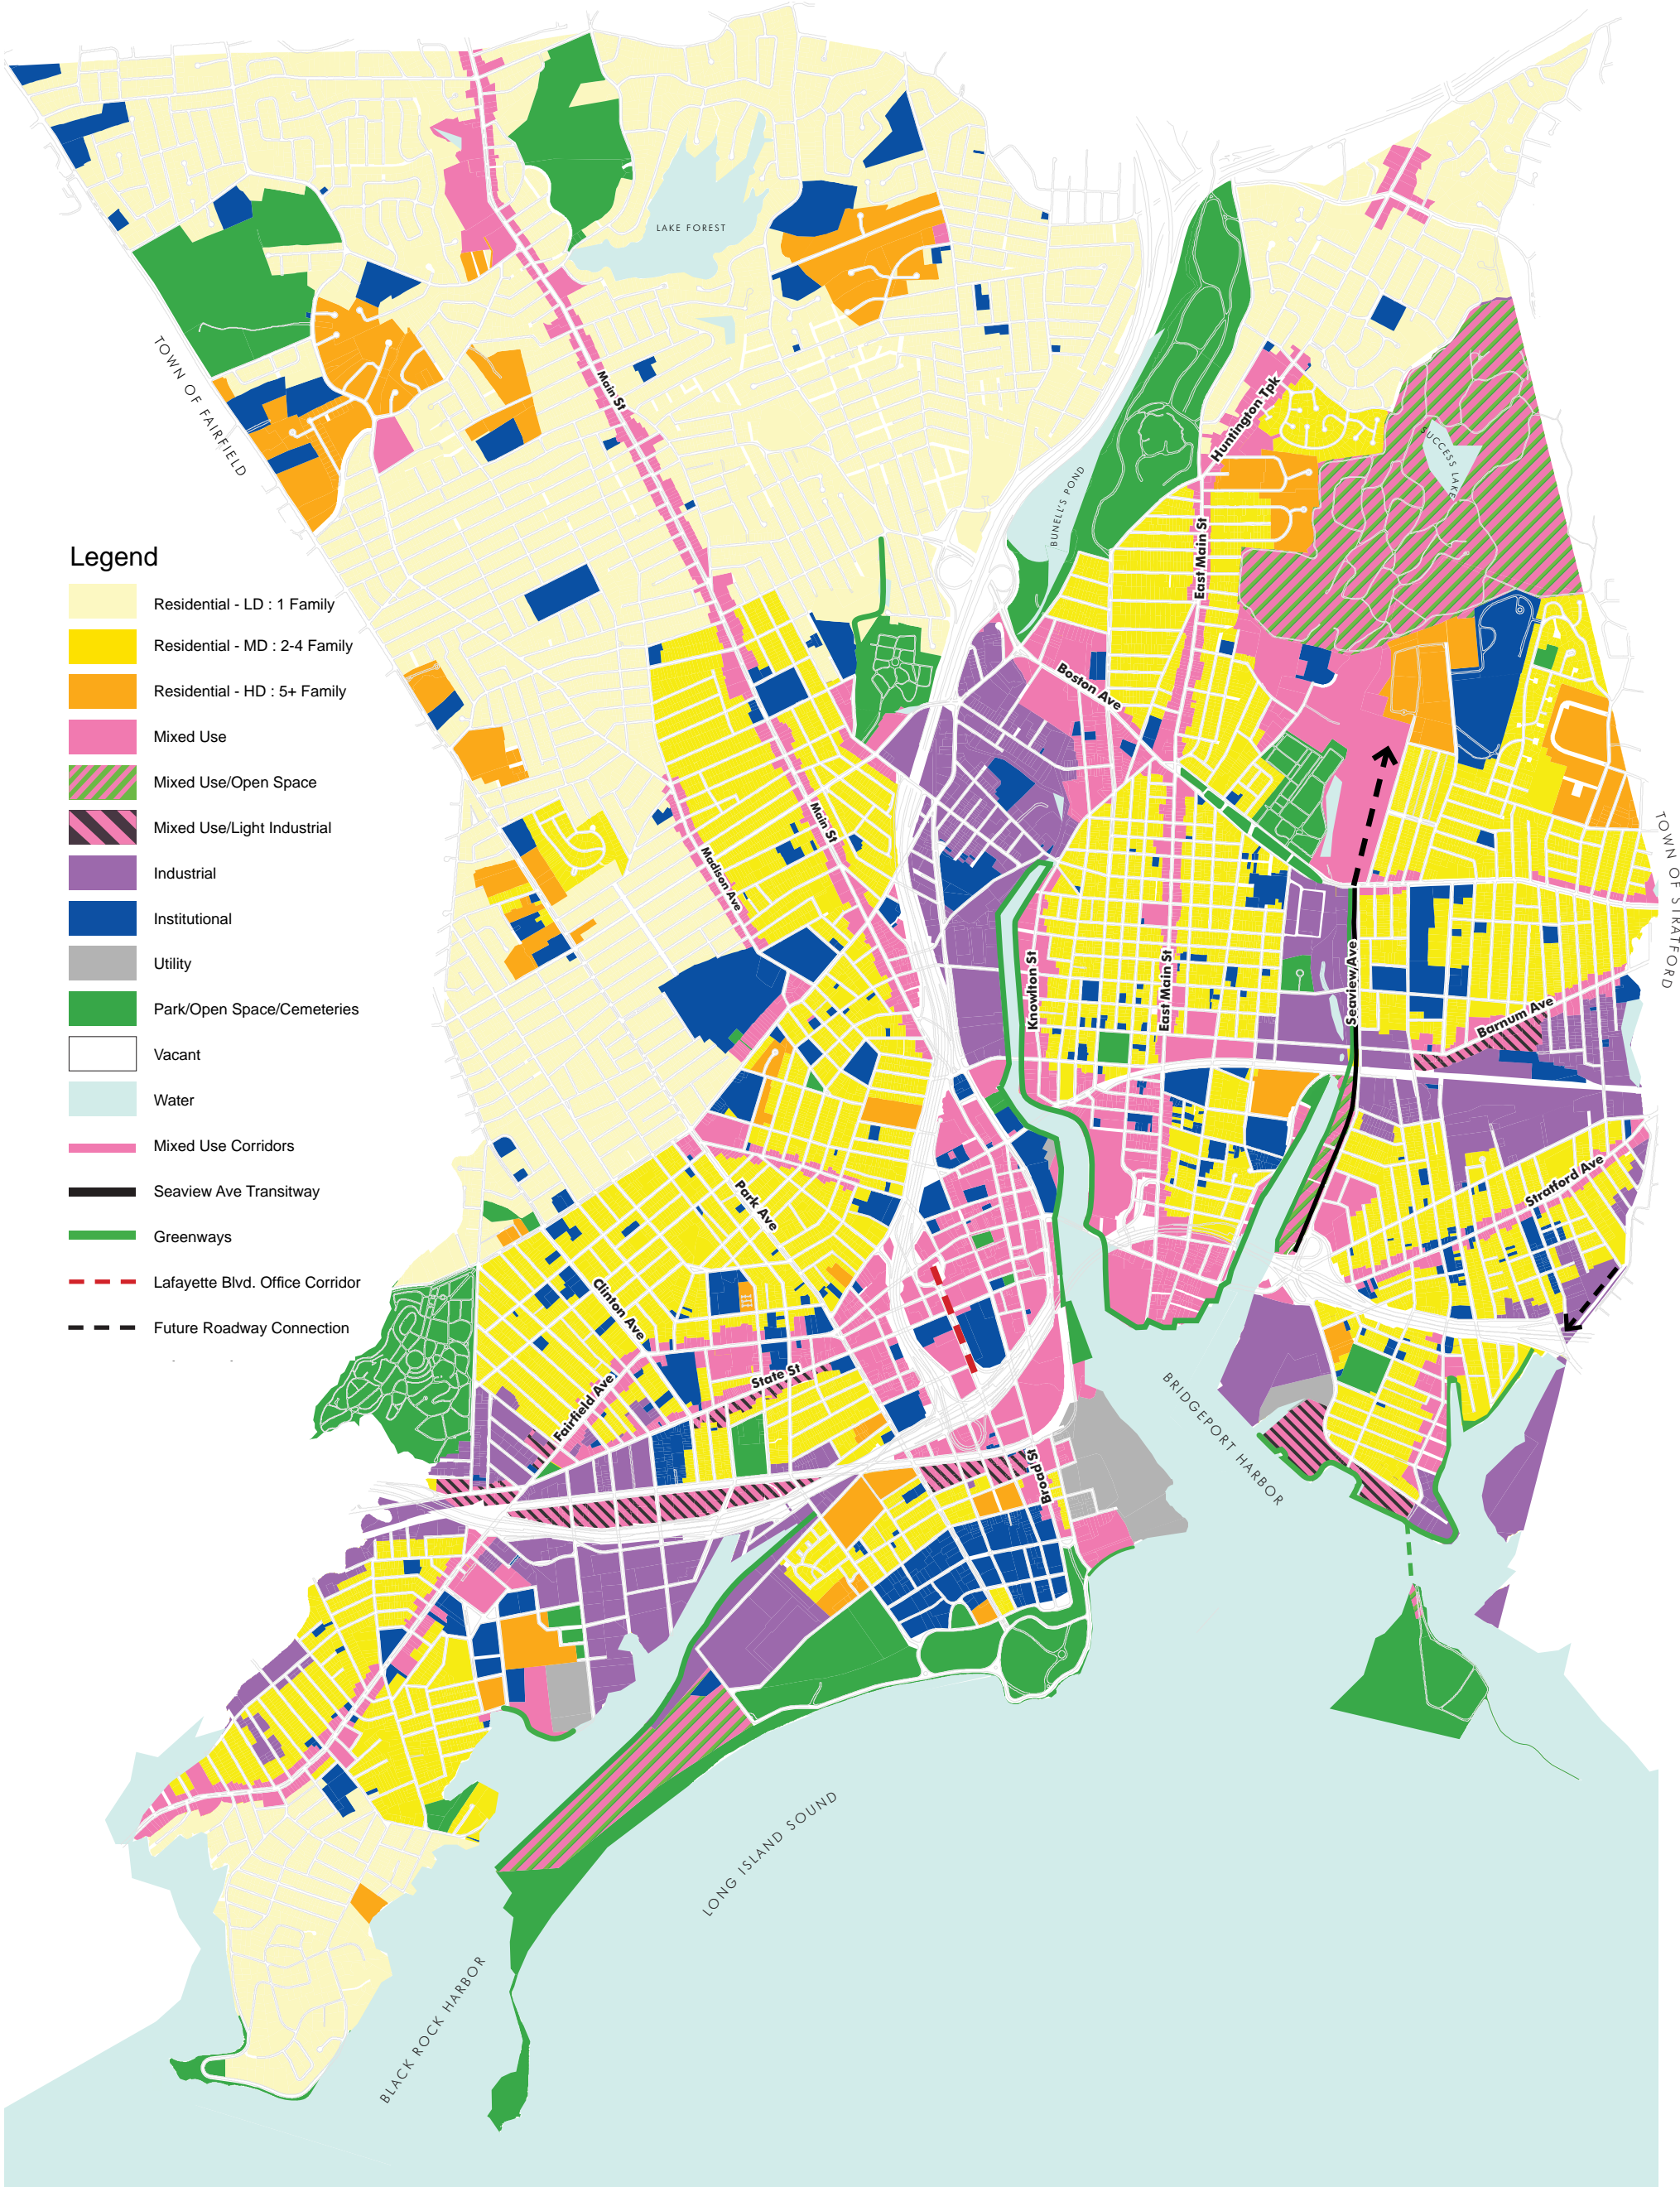 LAKE FOREST
TOWN OF FAIRFIELD
Main St
Huntington Tpk
SUCCESS LAKE
BUNELL'S POND
East Main St
Legend
Residential - LD : 1 Family
Residential - MD : 2-4 Family
Residential - HD : 5+ Family
Mixed Use
Mixed Use/Open Space
Mixed Use/Light Industrial
Industrial
Institutional
Utility
Park/Open Space/Cemeteries
Vacant
Water
Mixed Use Corridors
Seaview Ave Transitway
Greenways
Lafayette Blvd. Office Corridor
Future Roadway Connection
Boston Ave
Main St
Madison Ave
TOWN OF STRATFORD
Knowlton St
East Main St
Seaview Ave
Barnum Ave
Park Ave
Stratford Ave
Clinton Ave
State St
Fairfield Ave
Broad St
BRIDGEPORT HARBOR
LONG ISLAND SOUND
BLACK ROCK HARBOR